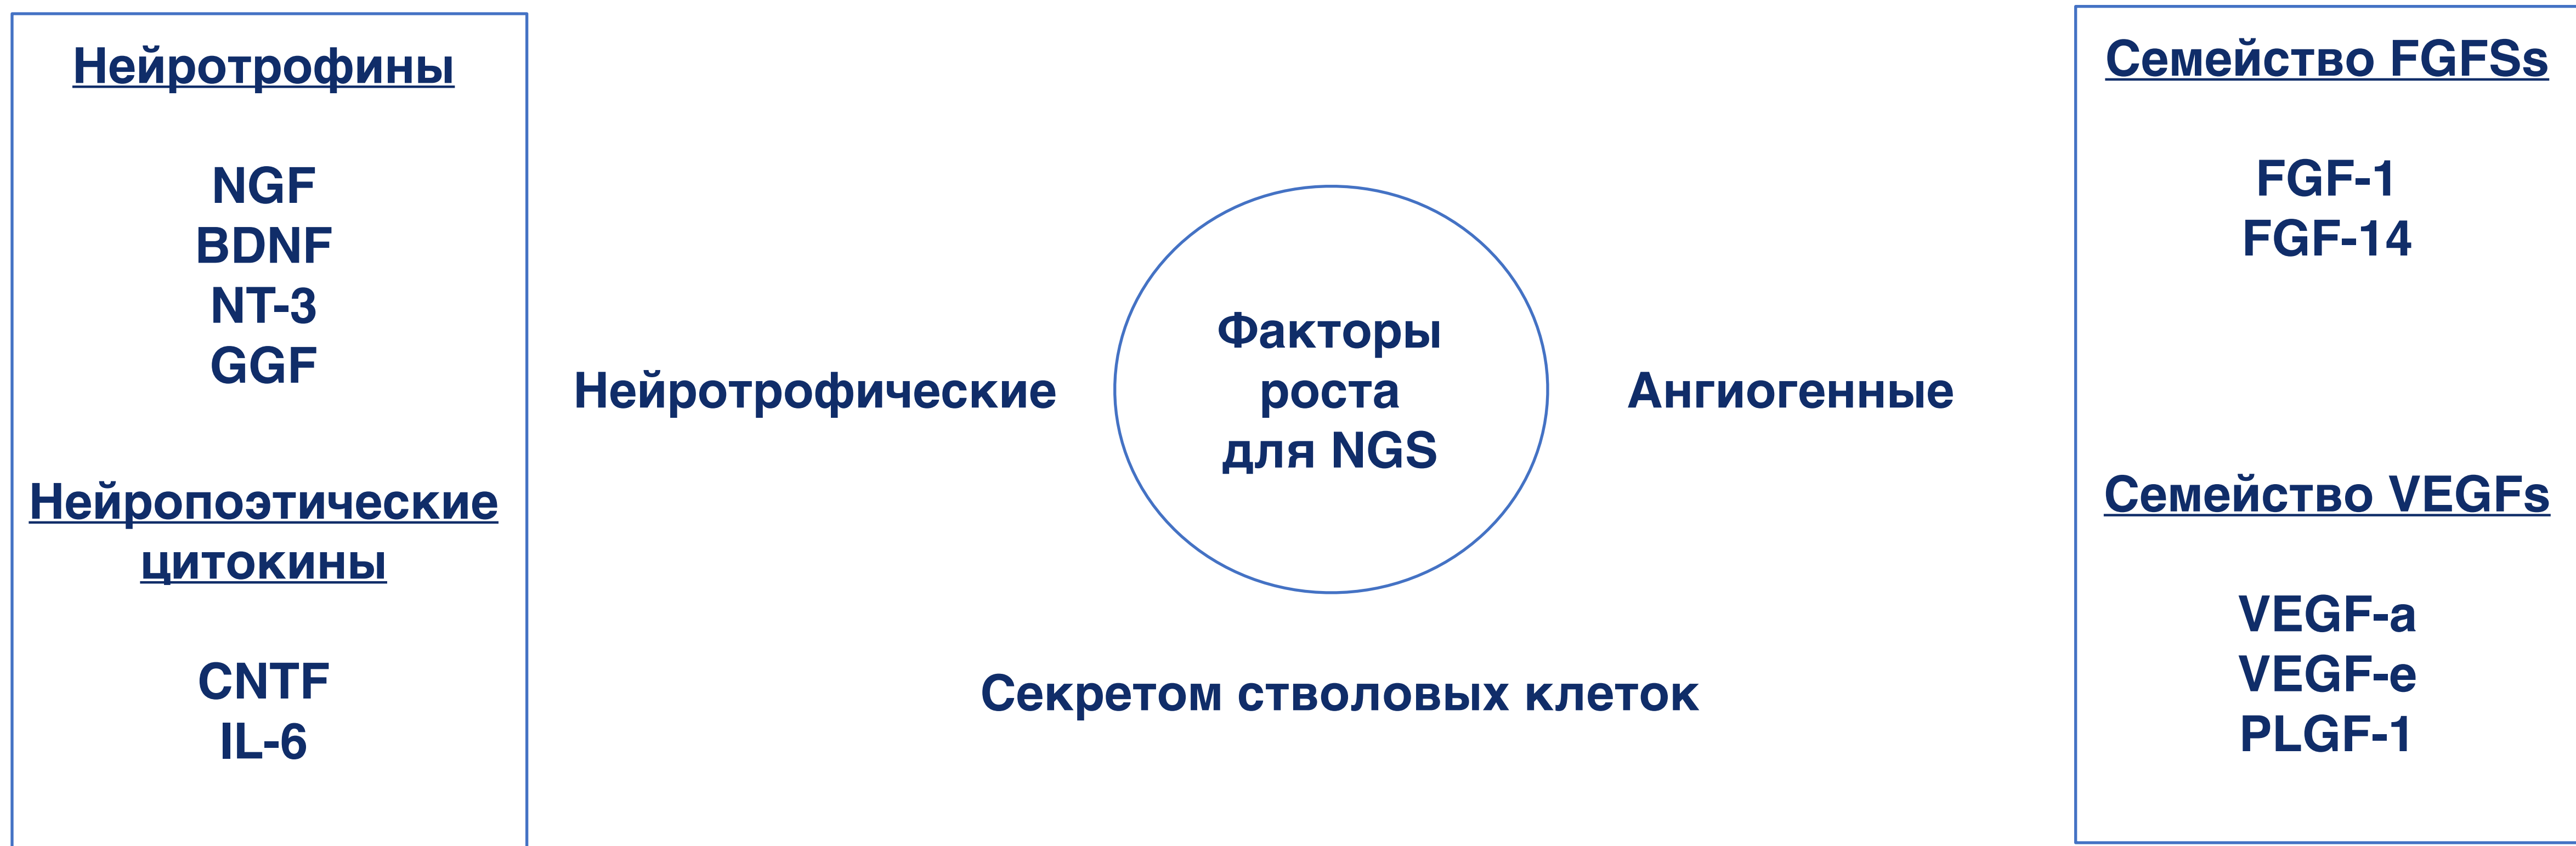 Нейротрофины
NGF
BDNF
NT-3
GGF
Нейропоэтические
цитокины
CNTF
IL-6
Нейротрофические
Факторы
роста
для NGS
Ангиогенные
Секретом стволовых клеток
Семейство FGFSs
FGF-1
FGF-14
Семейство VEGFs
VEGF-a
VEGF-e
PLGF-1